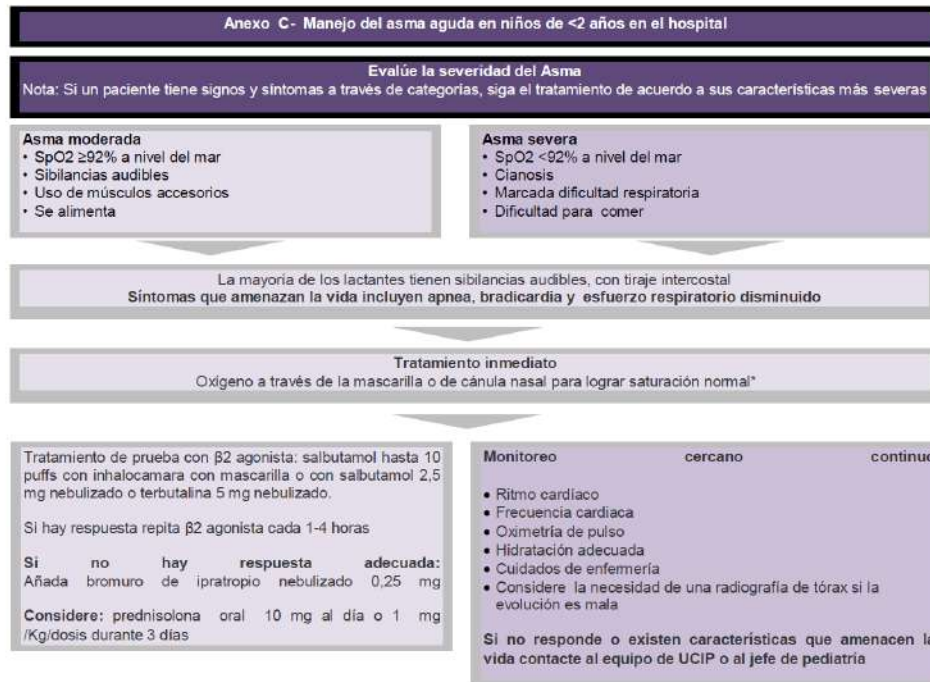 Anexo C- Manejo del asma aguda en niños de <2 años en el hospital
Evalúe la severidad del Asma
Nota: Si un paciente tiene signos y síntomas a través de categorías, siga el tratamiento de acuerdo a sus características más severas
Asma moderada
• SpO2 ≥92% a nivel del mar
• Sibilancias audibles
• Uso de músculos accesorios
• Se alimenta
Asma severa
• SpO2 <92% a nivel del mar
• Cianosis
• Marcada dificultad respiratoria
• Dificultad para comer
La mayoría de los lactantes tienen sibilancias audibles, con tiraje intercostal
Síntomas que amenazan la vida incluyen apnea, bradicardia y esfuerzo respiratorio disminuido
Tratamiento inmediato
Oxígeno a través de la mascarilla o de cánula nasal para lograr saturación normal*
Tratamiento de prueba con β2 agonista: salbutamol hasta 10
puffs con inhalocamara con mascarilla o con salbutamol 2,5
mg nebulizado o terbutalina 5 mg nebulizado.
Si hay respuesta repita β2 agonista cada 1-4 horas
Si no hay respuesta adecuada:
Añada bromuro de ipratropio nebulizado 0,25 mg
Considere: prednisolona oral 10 mg al día o 1 mg
/Kg/dosis durante 3 días
Monitoreo cercano continuo
• Ritmo cardíaco
• Frecuencia cardiaca
• Oximetría de pulso
• Hidratación adecuada
• Cuidados de enfermería
• Considere la necesidad de una radiografía de tórax si la
evolución es mala
Si no responde o existen características que amenacen la
vida contacte al equipo de UCIP o al jefe de pediatría